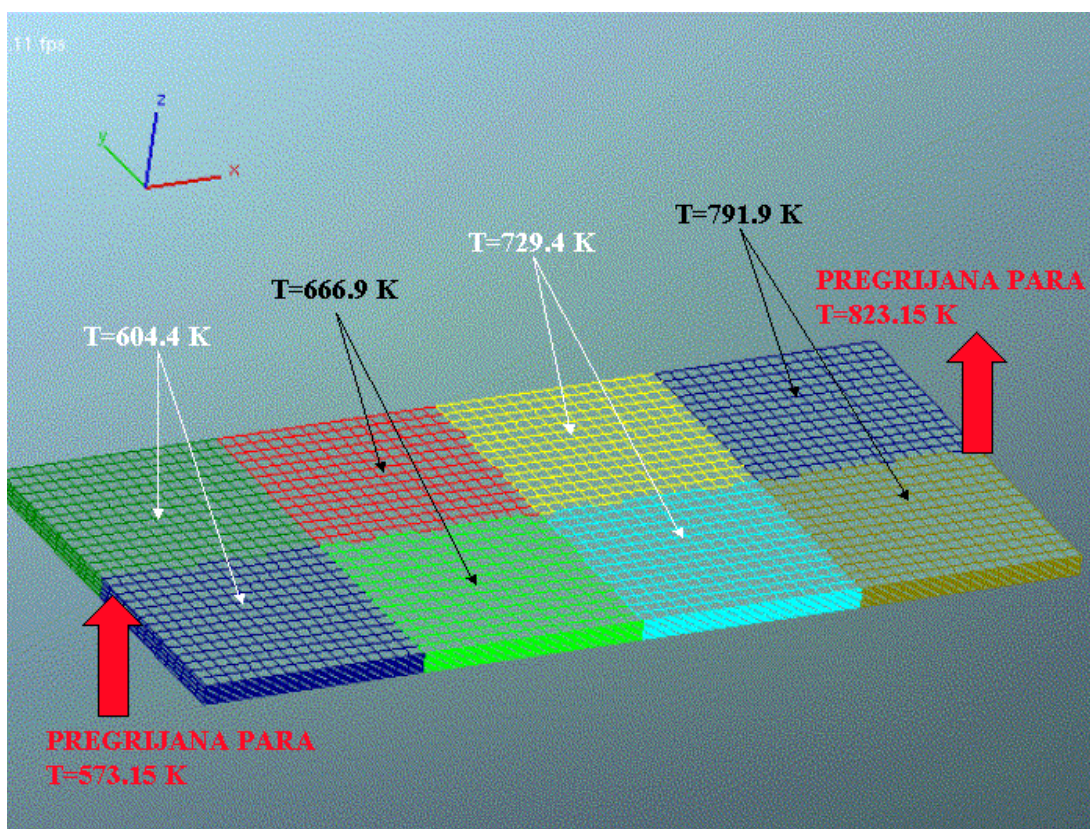 11 fps
z
y
x
T=791.9 K
T=729.4 K
PREGRIJANA PARA
T=823.15 K
T=666.9 K
T=604.4 K
PREGRIJANA PARA
T=573.15 K